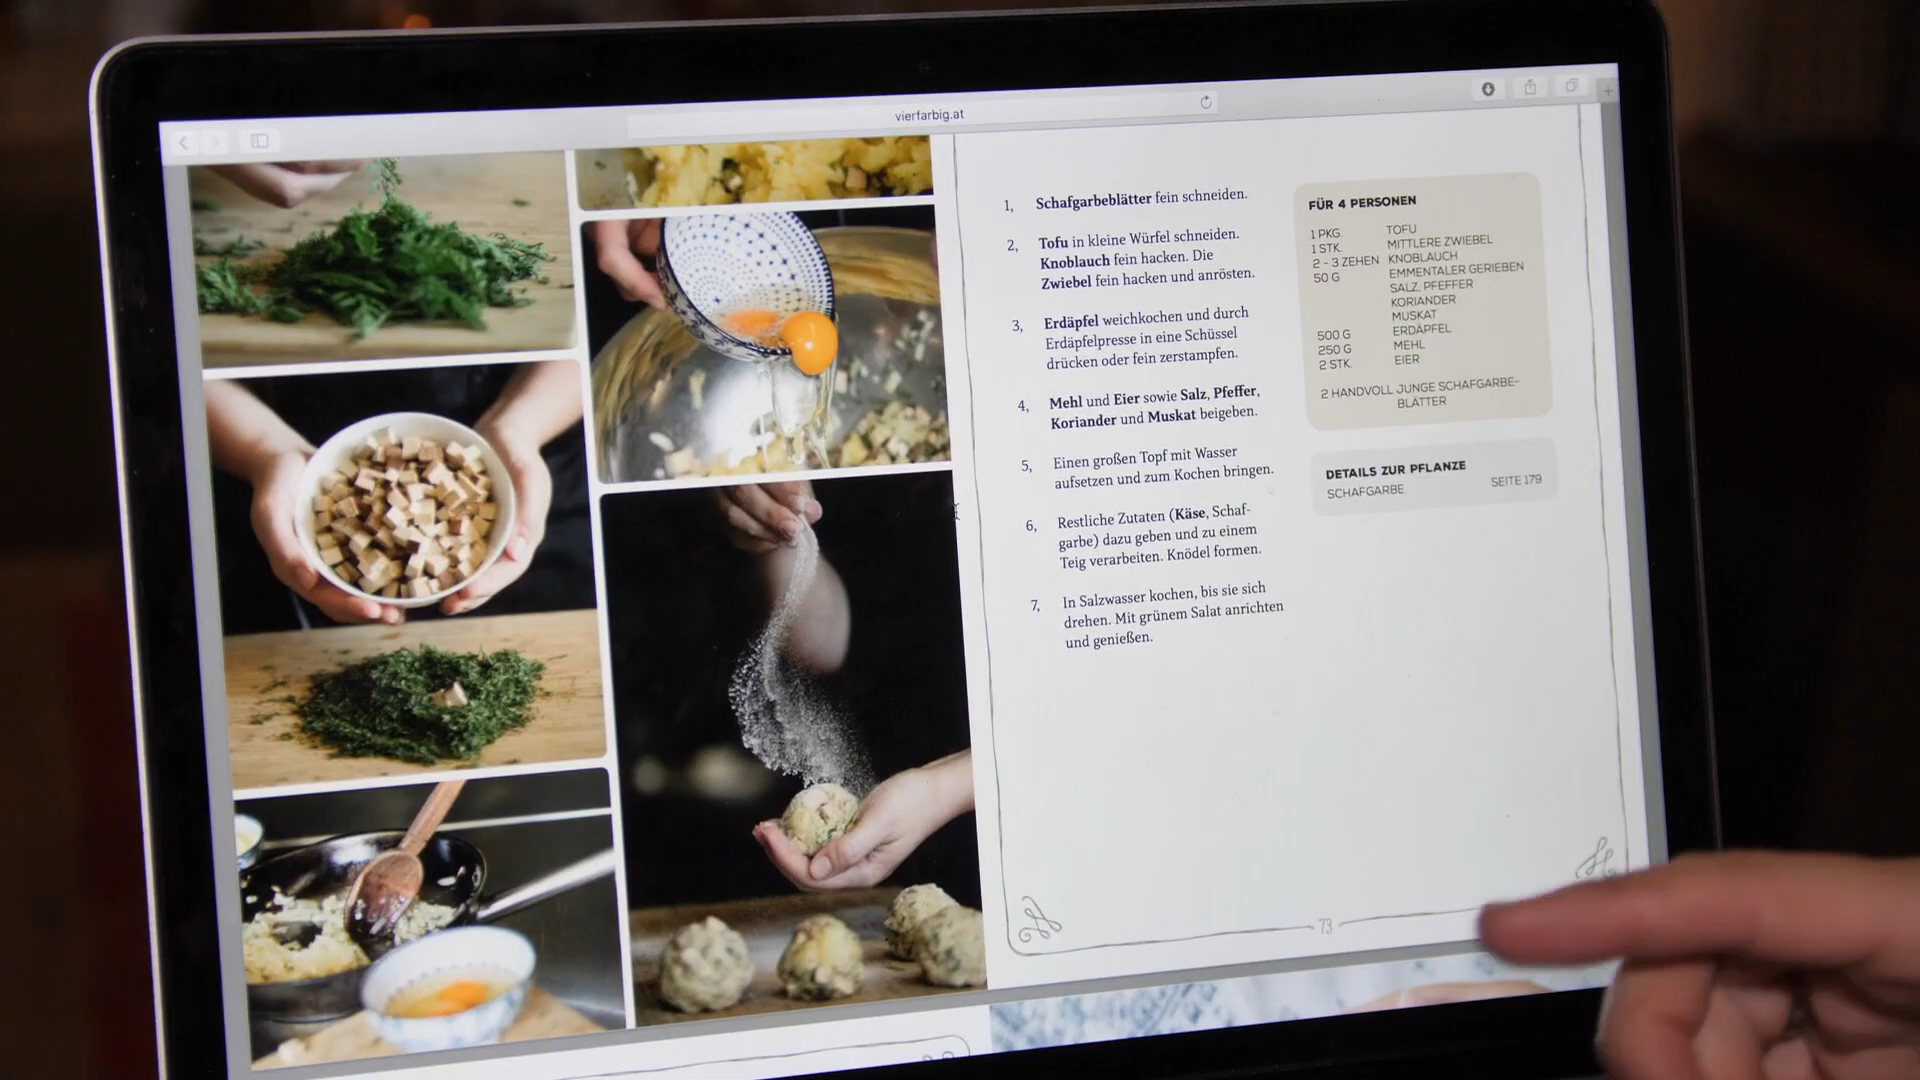 vierfarbig.at
1, Schafgarbeblätter fein schneiden.
2, Tofu in kleine Würfel schneiden.
Knoblauch fein hacken. Die
Zwiebel fein hacken und anrösten.
3, Erdäpfel weichkochen und durch
Erdäpfelpresse in eine Schüssel
drücken oder fein zerstampfen.
4, Mehl und Eier sowie Salz, Pfeffer,
Koriander und Muskat beigeben.
5, Einen großen Topf mit Wasser
aufsetzen und zum Kochen bringen.
6, Restliche Zutaten (Käse, Schaf-
garbe) dazu geben und zu einem
Teig verarbeiten. Knödel formen.
7, In Salzwasser kochen, bis sie sich
drehen. Mit grünem Salat anrichten
und genießen.
FÜR 4 PERSONEN
1 PKG. TOFU
1 STK. MITTLERE ZWIEBEL
2 - 3 ZEHEN KNOBLAUCH
50 G EMMENTALER GERIEBEN
SALZ, PFEFFER
KORIANDER
MUSKAT
500 G ERDÄPFEL
250 G MEHL
2 STK. EIER
2 HANDVOLL JUNGE SCHAFGARBE-
BLÄTTER
DETAILS ZUR PFLANZE
SCHAFGARBE SEITE 179
73